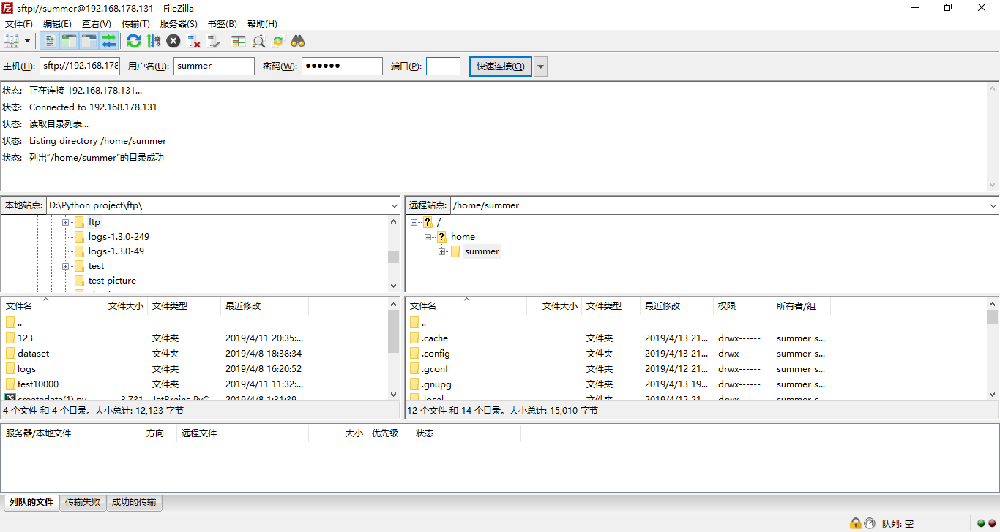 sftp://summer@192.168.178.131 - FileZilla
文件(F) 编辑(E) 查看(V) 传输(T) 服务器(S) 书签(B) 帮助(H)
主机(H): sftp://192.168.178 用户名(U): summer 密码(W): ●●●●●● 端口(P): 快速连接(Q)
状态: 正在连接 192.168.178.131...
状态: Connected to 192.168.178.131
状态: 读取目录列表...
状态: Listing directory /home/summer
状态: 列出“/home/summer”的目录成功
本地站点: D:\Python project\ftp\
ftp
logs-1.3.0-249
logs-1.3.0-49
test
test picture
远程站点: /home/summer
? /
? home
summer
文件名 文件大小 文件类型 最近修改
..
123 文件夹 2019/4/11 20:35:...
dataset 文件夹 2019/4/8 18:38:34
logs 文件夹 2019/4/8 16:20:52
test10000 文件夹 2019/4/11 11:32:...
createdata(1).py 3,731 JetBrains PyC... 2019/4/8 1:31:39
4 个文件 和 4 个目录。大小总计: 12,123 字节
文件名 文件大小 文件类型 最近修改 权限 所有者/组
..
.cache 文件夹 2019/4/13 21... drwx------ summer s...
.config 文件夹 2019/4/13 21... drwx------ summer s...
.gconf 文件夹 2019/4/12 21... drwx------ summer s...
.gnupg 文件夹 2019/4/13 19... drwx------ summer s...
.local 文件夹 2019/4/12 21... drwx------ summer s...
12 个文件 和 14 个目录。大小总计: 15,010 字节
服务器/本地文件 方向 远程文件 大小 优先级 状态
列队的文件 传输失败 成功的传输
队列: 空